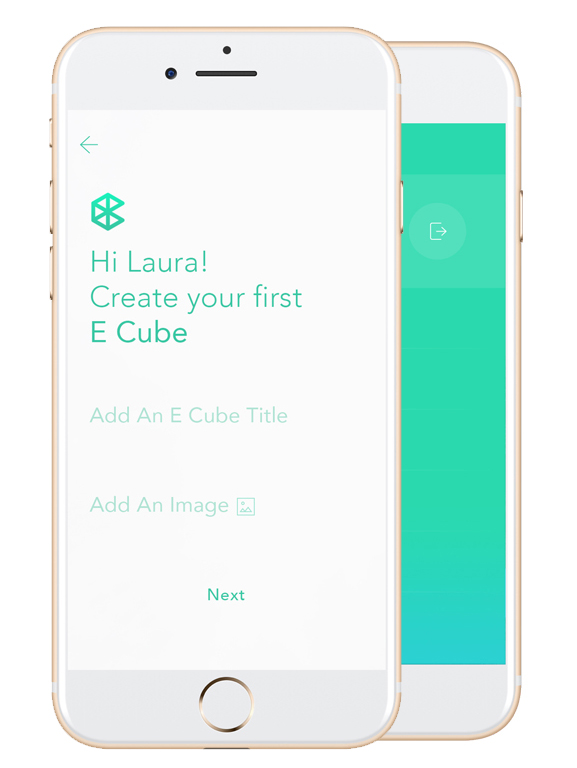 Hi Laura!
Create your first
E Cube
Add An E Cube Title
Add An Image
Next